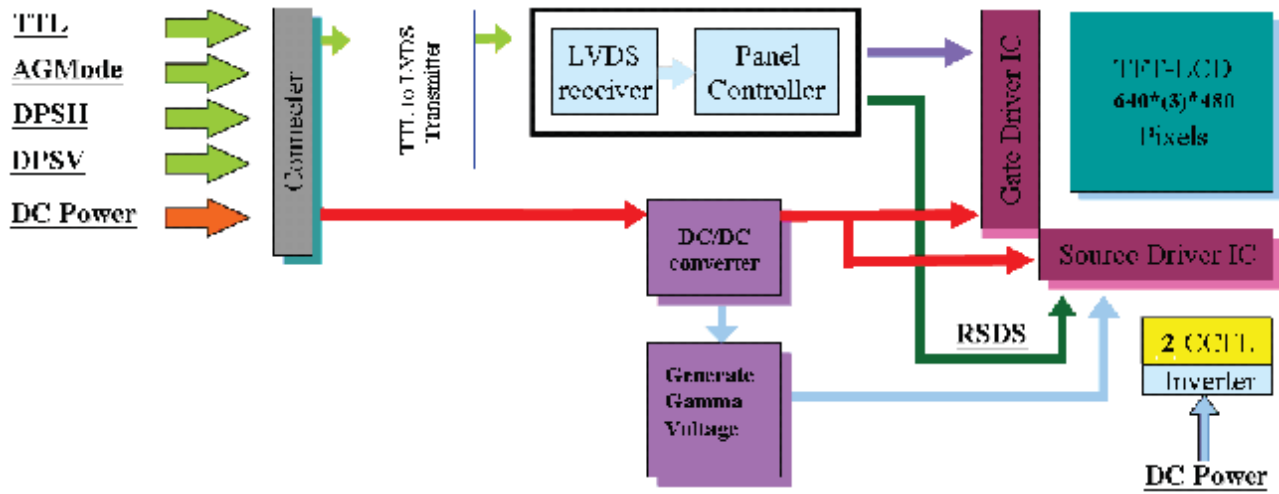 TTL
AGMode
DPSH
DPSV
DC Power
Connecter
TTL to LVDS
Transmitter
LVDS
receiver
Panel
Controller
Gate Driver IC
TFT-LCD
640*(3)*480
Pixels
Source Driver IC
DC/DC
converter
Generate
Gamma
Voltage
RSDS
2 CCFL
Inverter
DC Power